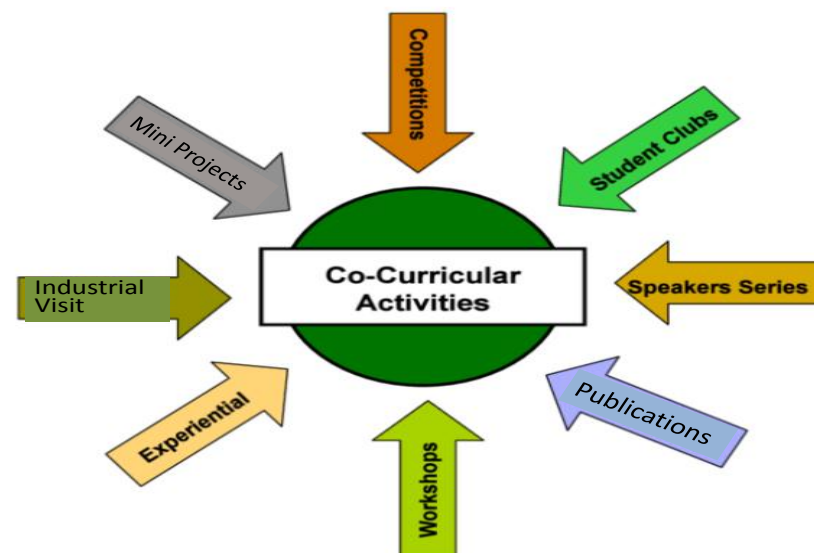 Competitions
Mini Projects
Student Clubs
Industrial
Visit
Co-Curricular
Activities
Speakers Series
Experiential
Publications
Workshops